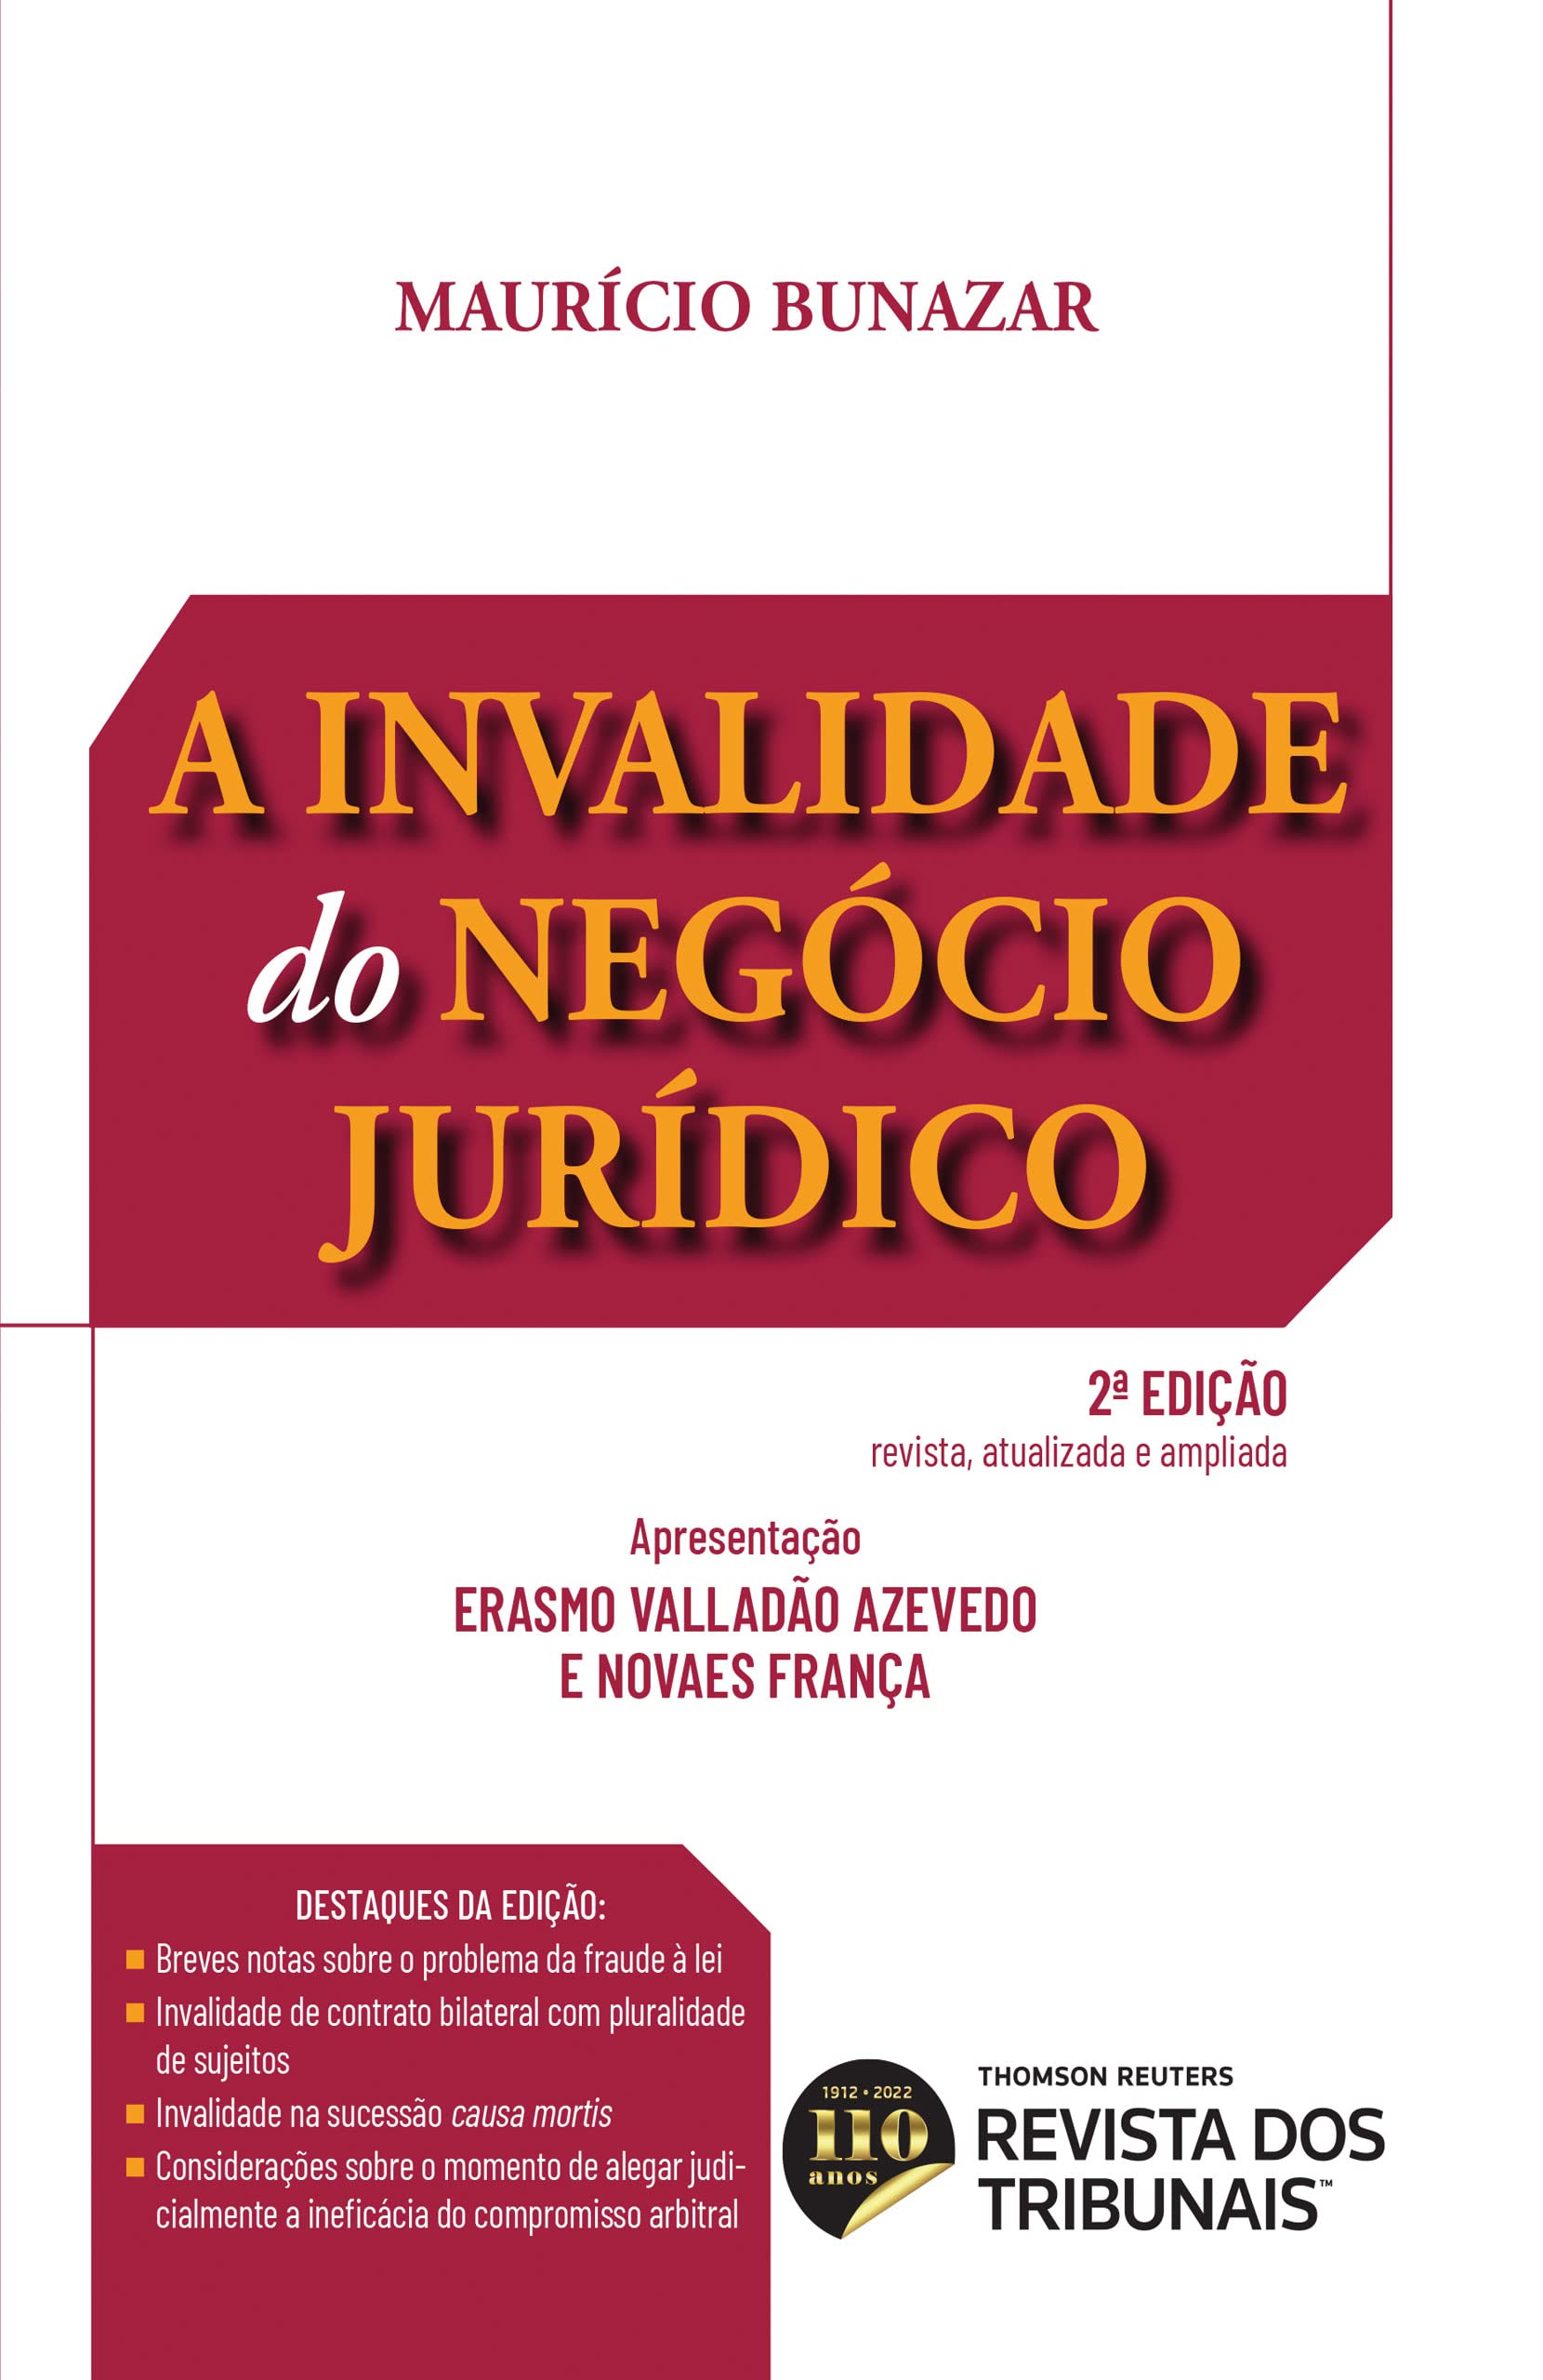 MAURÍCIO BUNAZAR
A INVALIDADE
do NEGÓCIO
JURÍDICO
2ª EDIÇÃO
revista, atualizada e ampliada
Apresentação
ERASMO VALLADÃO AZEVEDO
E NOVAES FRANÇA
DESTAQUES DA EDIÇÃO:
Breves notas sobre o problema da fraude à lei
Invalidade de contrato bilateral com pluralidade
de sujeitos
Invalidade na sucessão causa mortis
Considerações sobre o momento de alegar judi-
cialmente a ineficácia do compromisso arbitral
1912 • 2022
110
anos
THOMSON REUTERS
REVISTA DOS
TRIBUNAIS™